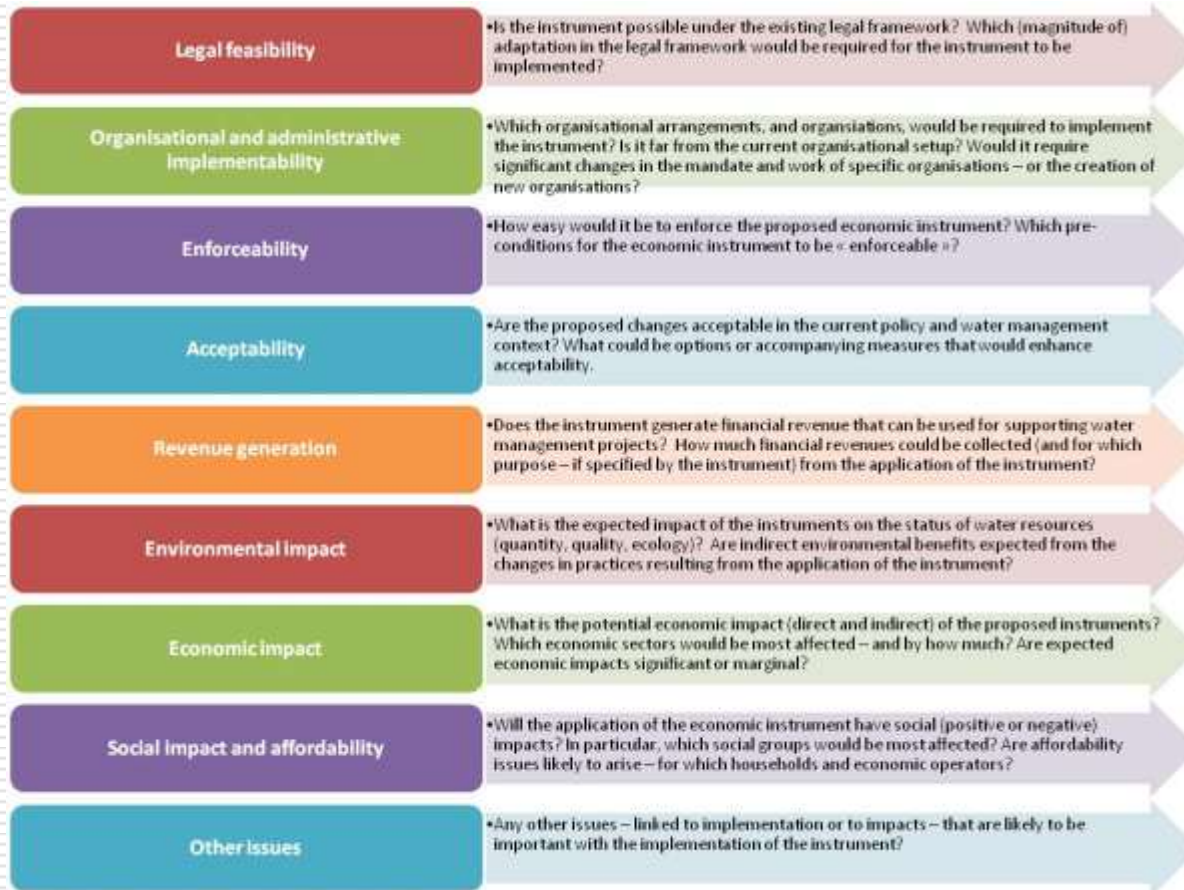 Legal feasibility
•Is the instrument possible under the existing legal framework? Which (magnitude of)
adaptation in the legal framework would be required for the instrument to be
implemented?
Organisational and administrative
implementability
•Which organisational arrangements, and organsiations, would be required to implement
the instrument? Is it far from the current organisational setup? Would it require
significant changes in the mandate and work of specific organisations – or the creation of
new organisations?
Enforceability
•How easy would it be to enforce the proposed economic instrument? Which pre-
conditions for the economic instrument to be « enforceable »?
Acceptability
•Are the proposed changes acceptable in the current policy and water management
context? What could be options or accompanying measures that would enhance
acceptability.
Revenue generation
•Does the instrument generate financial revenue that can be used for supporting water
management projects? How much financial revenues could be collected (and for which
purpose – if specified by the instrument) from the application of the instrument?
Environmental impact
•What is the expected impact of the instruments on the status of water resources
(quantity, quality, ecology)? Are indirect environmental benefits expected from the
changes in practices resulting from the application of the instrument?
Economic impact
•What is the potential economic impact (direct and indirect) of the proposed instruments?
Which economic sectors would be most affected – and by how much? Are expected
economic impacts significant or marginal?
Social impact and affordability
•Will the application of the economic instrument have social (positive or negative)
impacts? In particular, which social groups would be most affected? Are affordability
issues likely to arise – for which households and economic operators?
Other issues
•Any other issues – linked to implementation or to impacts – that are likely to be
important with the implementation of the instrument?